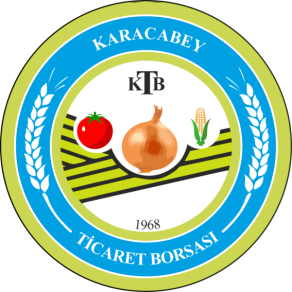 KARACABEY
KTB
1968
TİCARET BORSASI